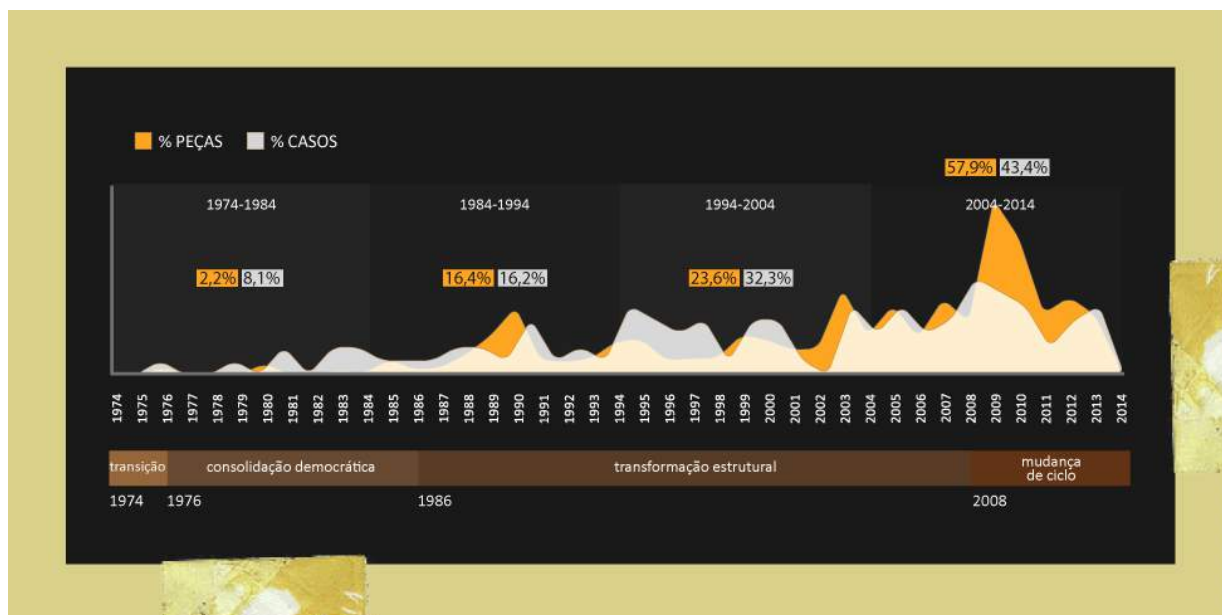 % PEÇAS % CASOS
57,9% 43,4%
1974-1984 1984-1994 1994-2004 2004-2014
2,2% 8,1% 16,4% 16,2% 23,6% 32,3%
1974 1975 1976 1977 1978 1979 1980 1981 1982 1983 1984 1985 1986 1987 1988 1989 1990 1991 1992 1993 1994 1995 1996 1997 1998 1999 2000 2001 2002 2003 2004 2005 2006 2007 2008 2009 2010 2011 2012 2013 2014
transição consolidação democrática transformação estrutural mudança
de ciclo
1974 1976 1986 2008